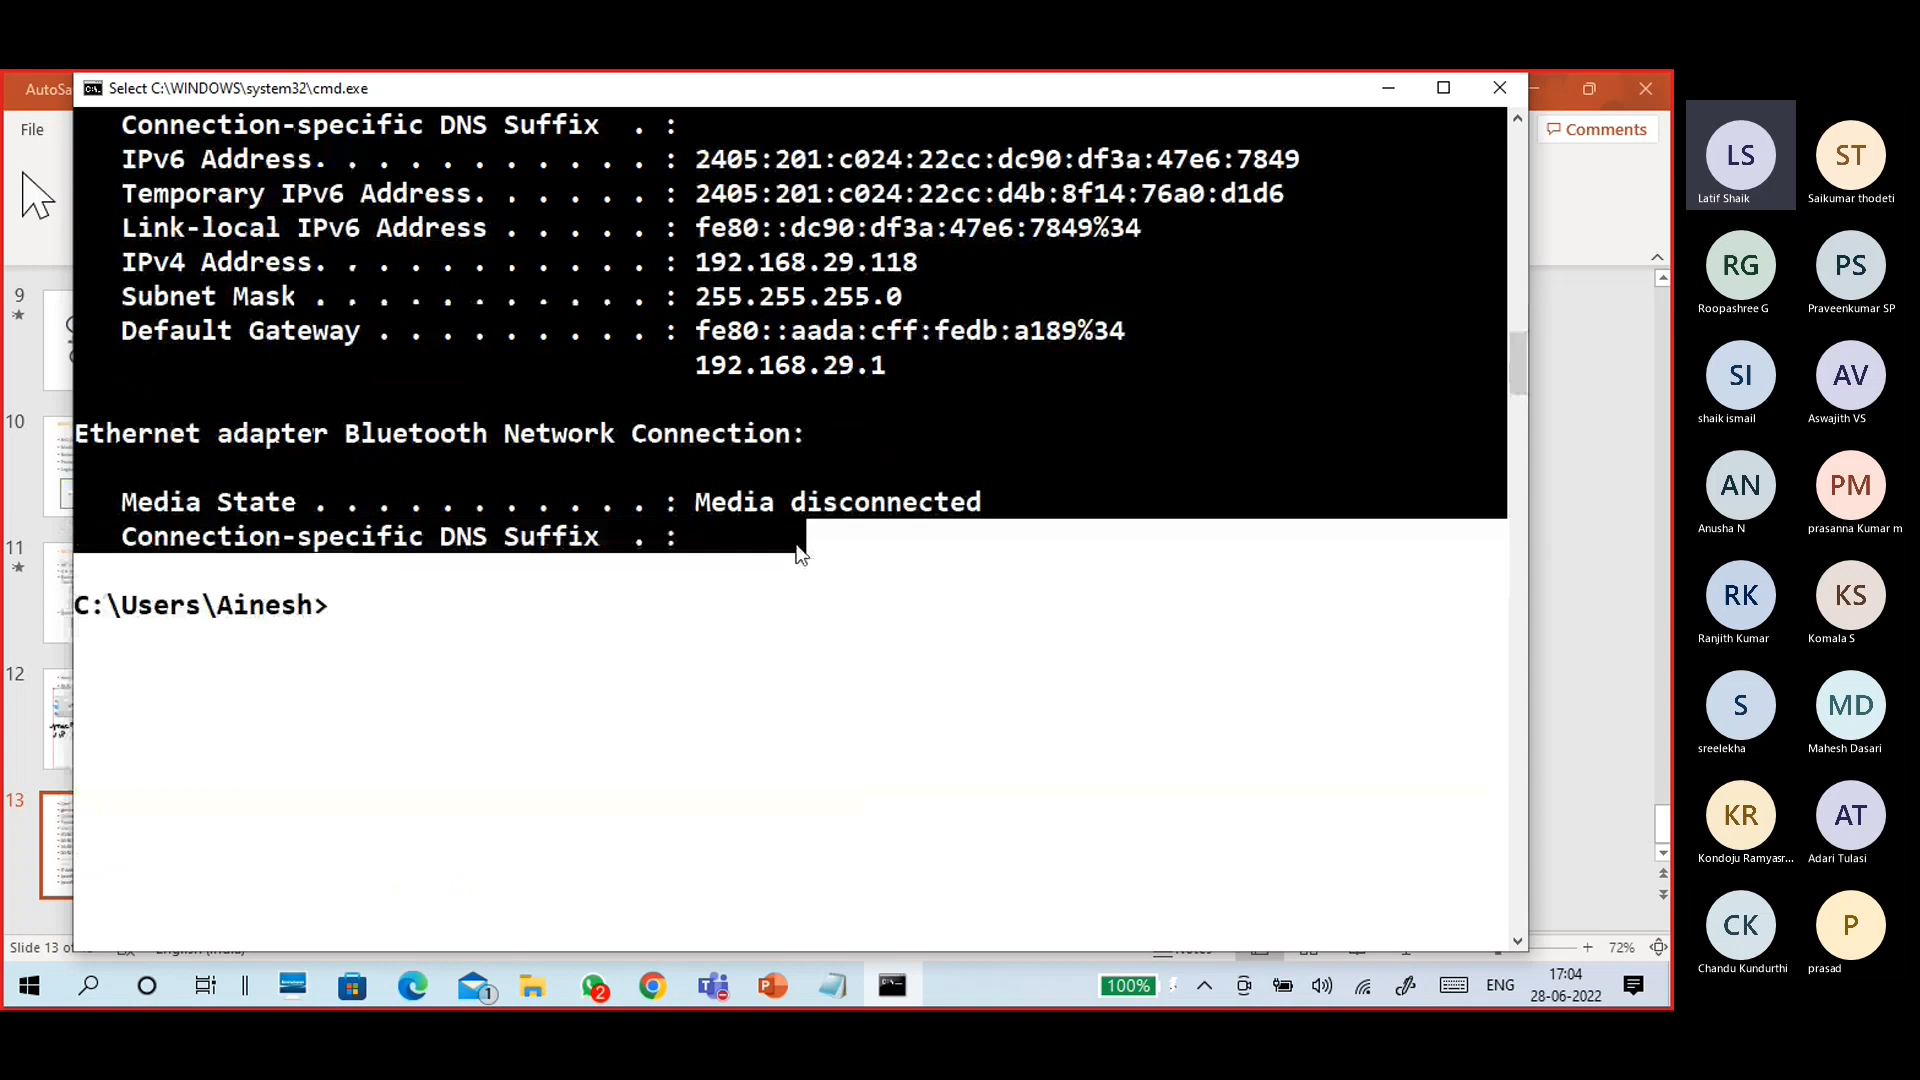 AutoSa
Select C:\WINDOWS\system32\cmd.exe
File
Comments
Connection-specific DNS Suffix . :
IPv6 Address. . . . . . . . . . . : 2405:201:c024:22cc:dc90:df3a:47e6:7849
Temporary IPv6 Address. . . . . . : 2405:201:c024:22cc:d4b:8f14:76a0:d1d6
Link-local IPv6 Address . . . . . : fe80::dc90:df3a:47e6:7849%34
IPv4 Address. . . . . . . . . . . : 192.168.29.118
Subnet Mask . . . . . . . . . . . : 255.255.255.0
Default Gateway . . . . . . . . . : fe80::aada:cff:fedb:a189%34
192.168.29.1
Ethernet adapter Bluetooth Network Connection:
Media State . . . . . . . . . . . : Media disconnected
Connection-specific DNS Suffix . :
C:\Users\Ainesh>
9
10
11
12
13
Slide 13 of
72%
1
2
100%
ENG
17:04
28-06-2022
LS
Latif Shaik
ST
Saikumar thodeti
RG
Roopashree G
PS
Praveenkumar SP
SI
shaik ismail
AV
Aswajith VS
AN
Anusha N
PM
prasanna Kumar m
RK
Ranjith Kumar
KS
Komala S
S
sreelekha
MD
Mahesh Dasari
KR
Kondoju Ramyasr...
AT
Adari Tulasi
CK
Chandu Kundurthi
P
prasad